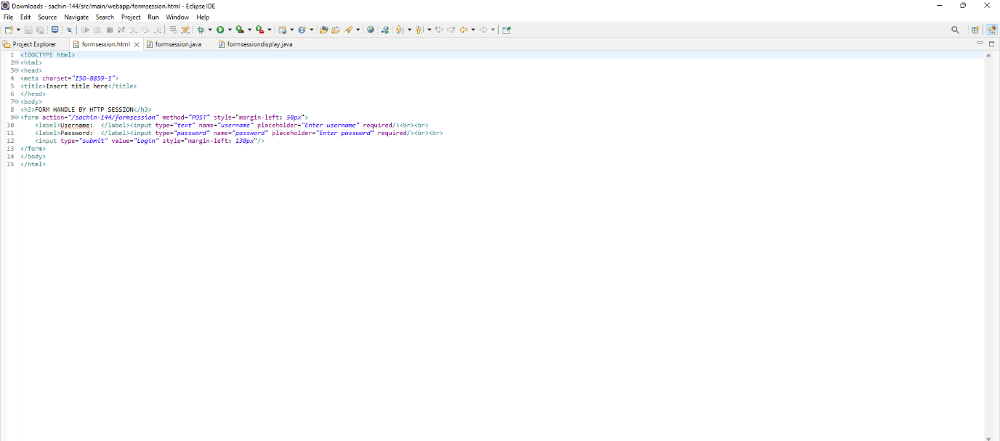 Downloads - sachin-144/src/main/webapp/formsession.html - Eclipse IDE
File Edit Source Navigate Search Project Run Window Help
Project Explorer formsession.html formsession.java formsessiondisplay.java
1 <!DOCTYPE html>
2 <html>
3 <head>
4 <meta charset="ISO-8859-1">
5 <title>Insert title here</title>
6 </head>
7 <body>
8 <h3>FORM HANDLE BY HTTP SESSION</h3>
9 <form action="/sachin-144/formsession" method="POST" style="margin-left: 50px">
10 <label>Username: </label><input type="text" name="username" placeholder="Enter username" required/><br><br>
11 <label>Password: </label><input type="password" name="password" placeholder="Enter password" required/><br><br>
12 <input type="submit" value="Login" style="margin-left: 130px"/>
13 </form>
14 </body>
15 </html>